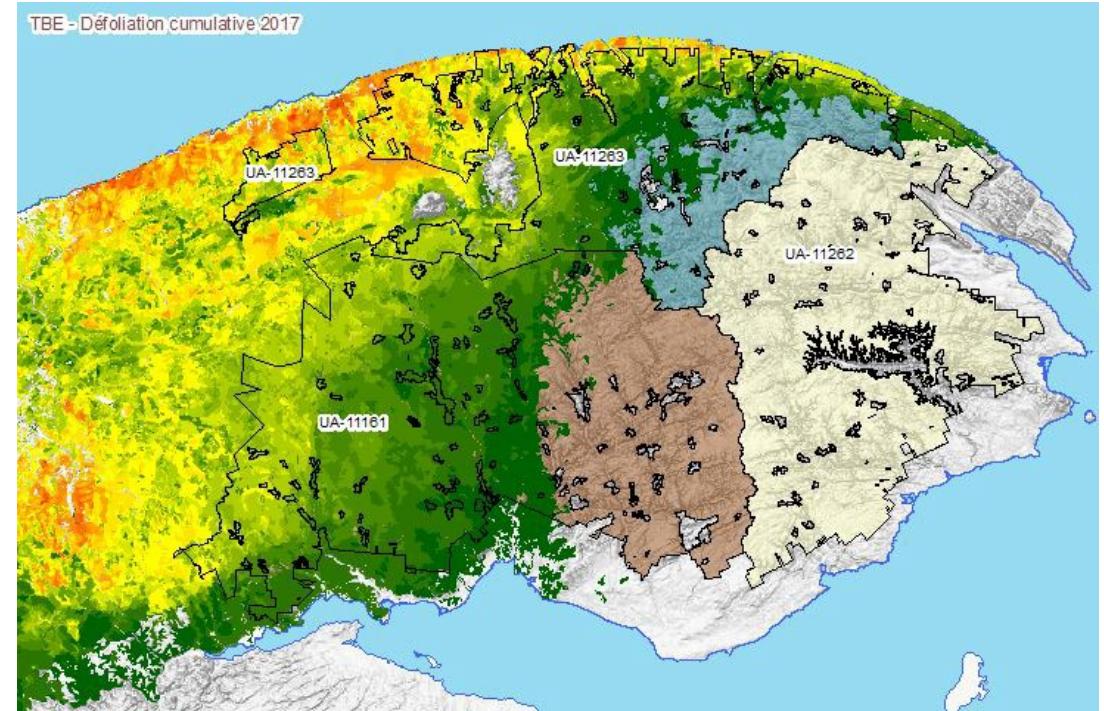 TBE - Défoliation cumulative 2017
UA-11263
UA-11263
UA-11262
UA-11161